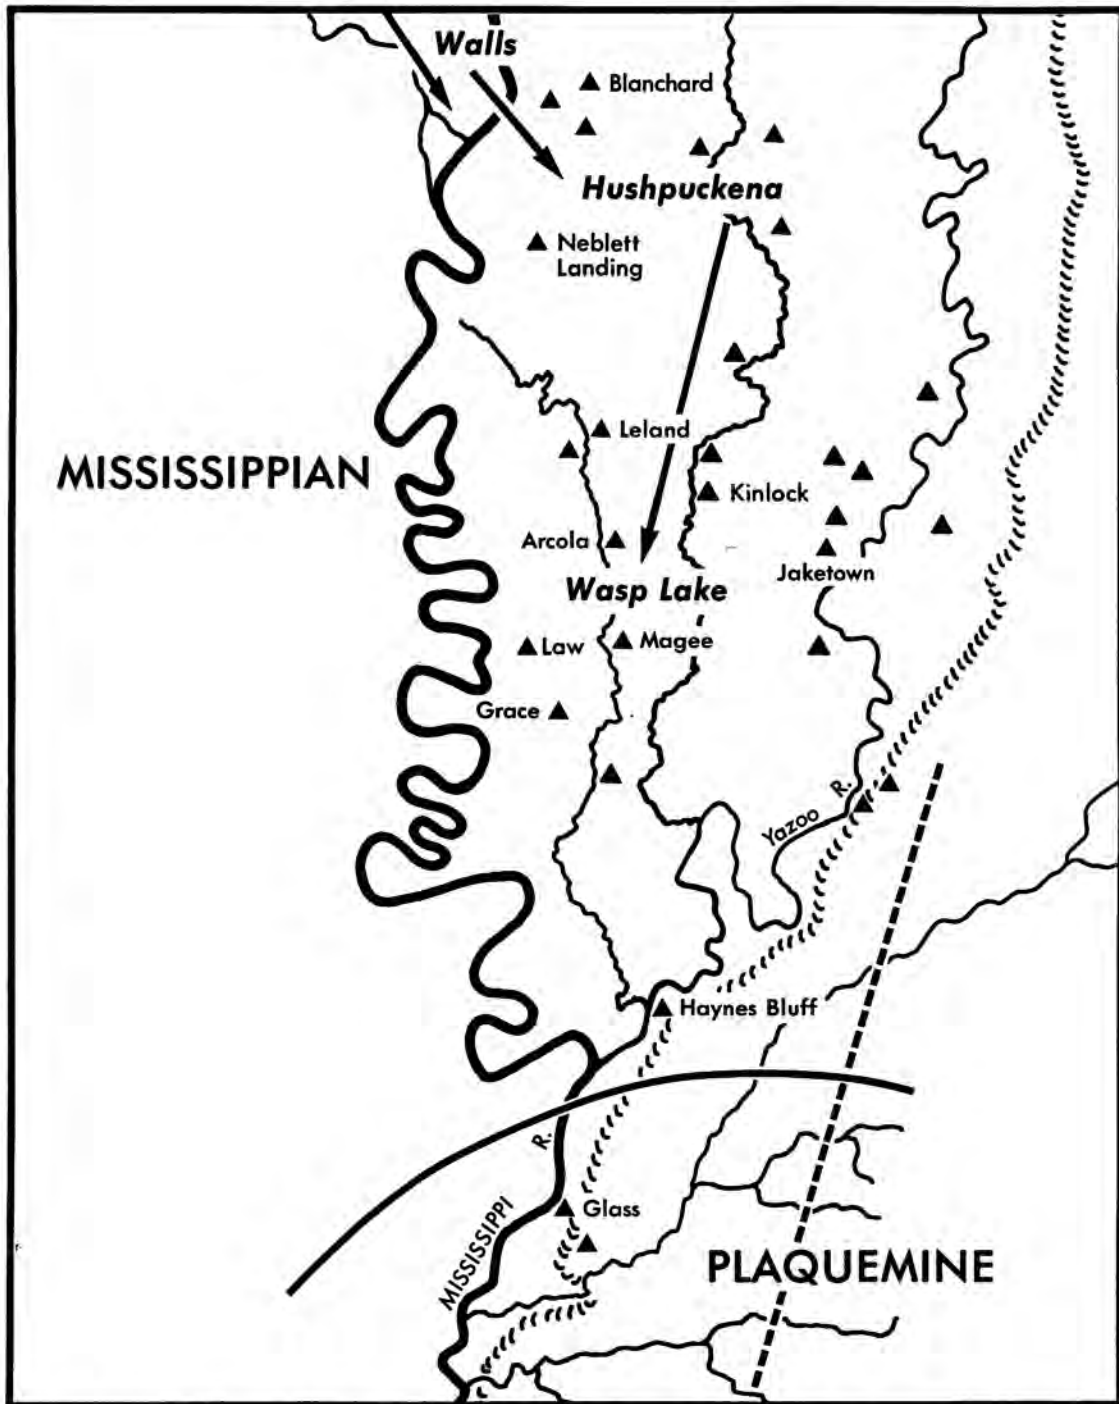 Walls
Blanchard
Hushpuckena
Neblett
Landing
Leland
MISSISSIPPIAN
Kinlock
Arcola
Jaketown
Wasp Lake
Law
Magee
Grace
Yazoo R.
Haynes Bluff
MISSISSIPPI R.
Glass
PLAQUEMINE